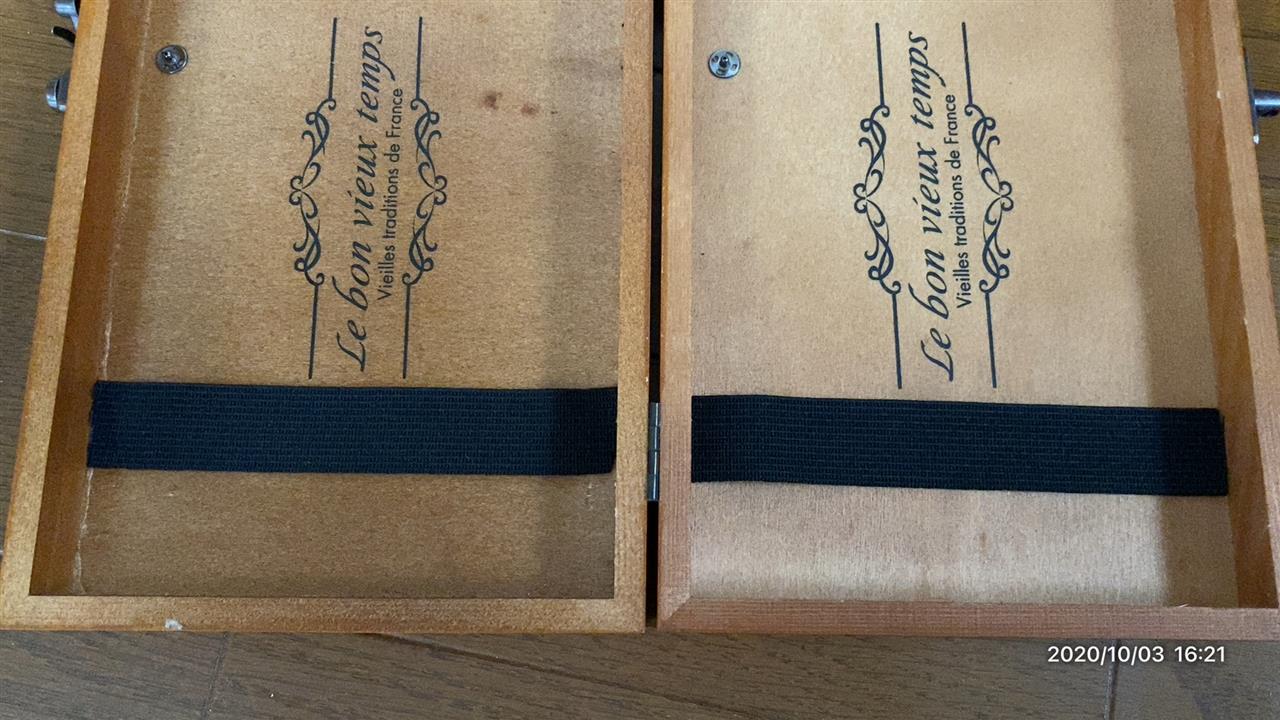 Le bon vieux temps
Vieilles traditions de France
Le bon vieux temps
Vieilles traditions de France
2020/10/03 16:21